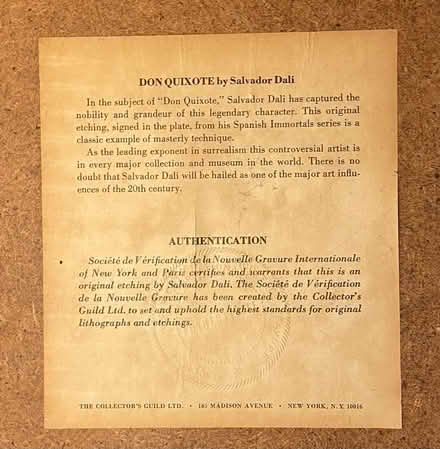 DON QUIXOTE by Salvador Dali
In the subject of "Don Quixote," Salvador Dali has captured the
nobility and grandeur of this legendary character. This original
etching, signed in the plate, from his Spanish Immortals series is a
classic example of masterly technique.
As the leading exponent in surrealism this controversial artist is
in every major collection and museum in the world. There is no
doubt that Salvador Dali will be hailed as one of the major art influ-
ences of the 20th century.
AUTHENTICATION
Société de Vérification de la Nouvelle Gravure Internationale
of New York and Paris certifies and warrants that this is an
original etching by Salvador Dali. The Société de Vérification
de la Nouvelle Gravure has been created by the Collector's
Guild Ltd. to set and uphold the highest standards for original
lithographs and etchings.
THE COLLECTOR'S GUILD LTD. • 185 MADISON AVENUE • NEW YORK, N.Y. 10016